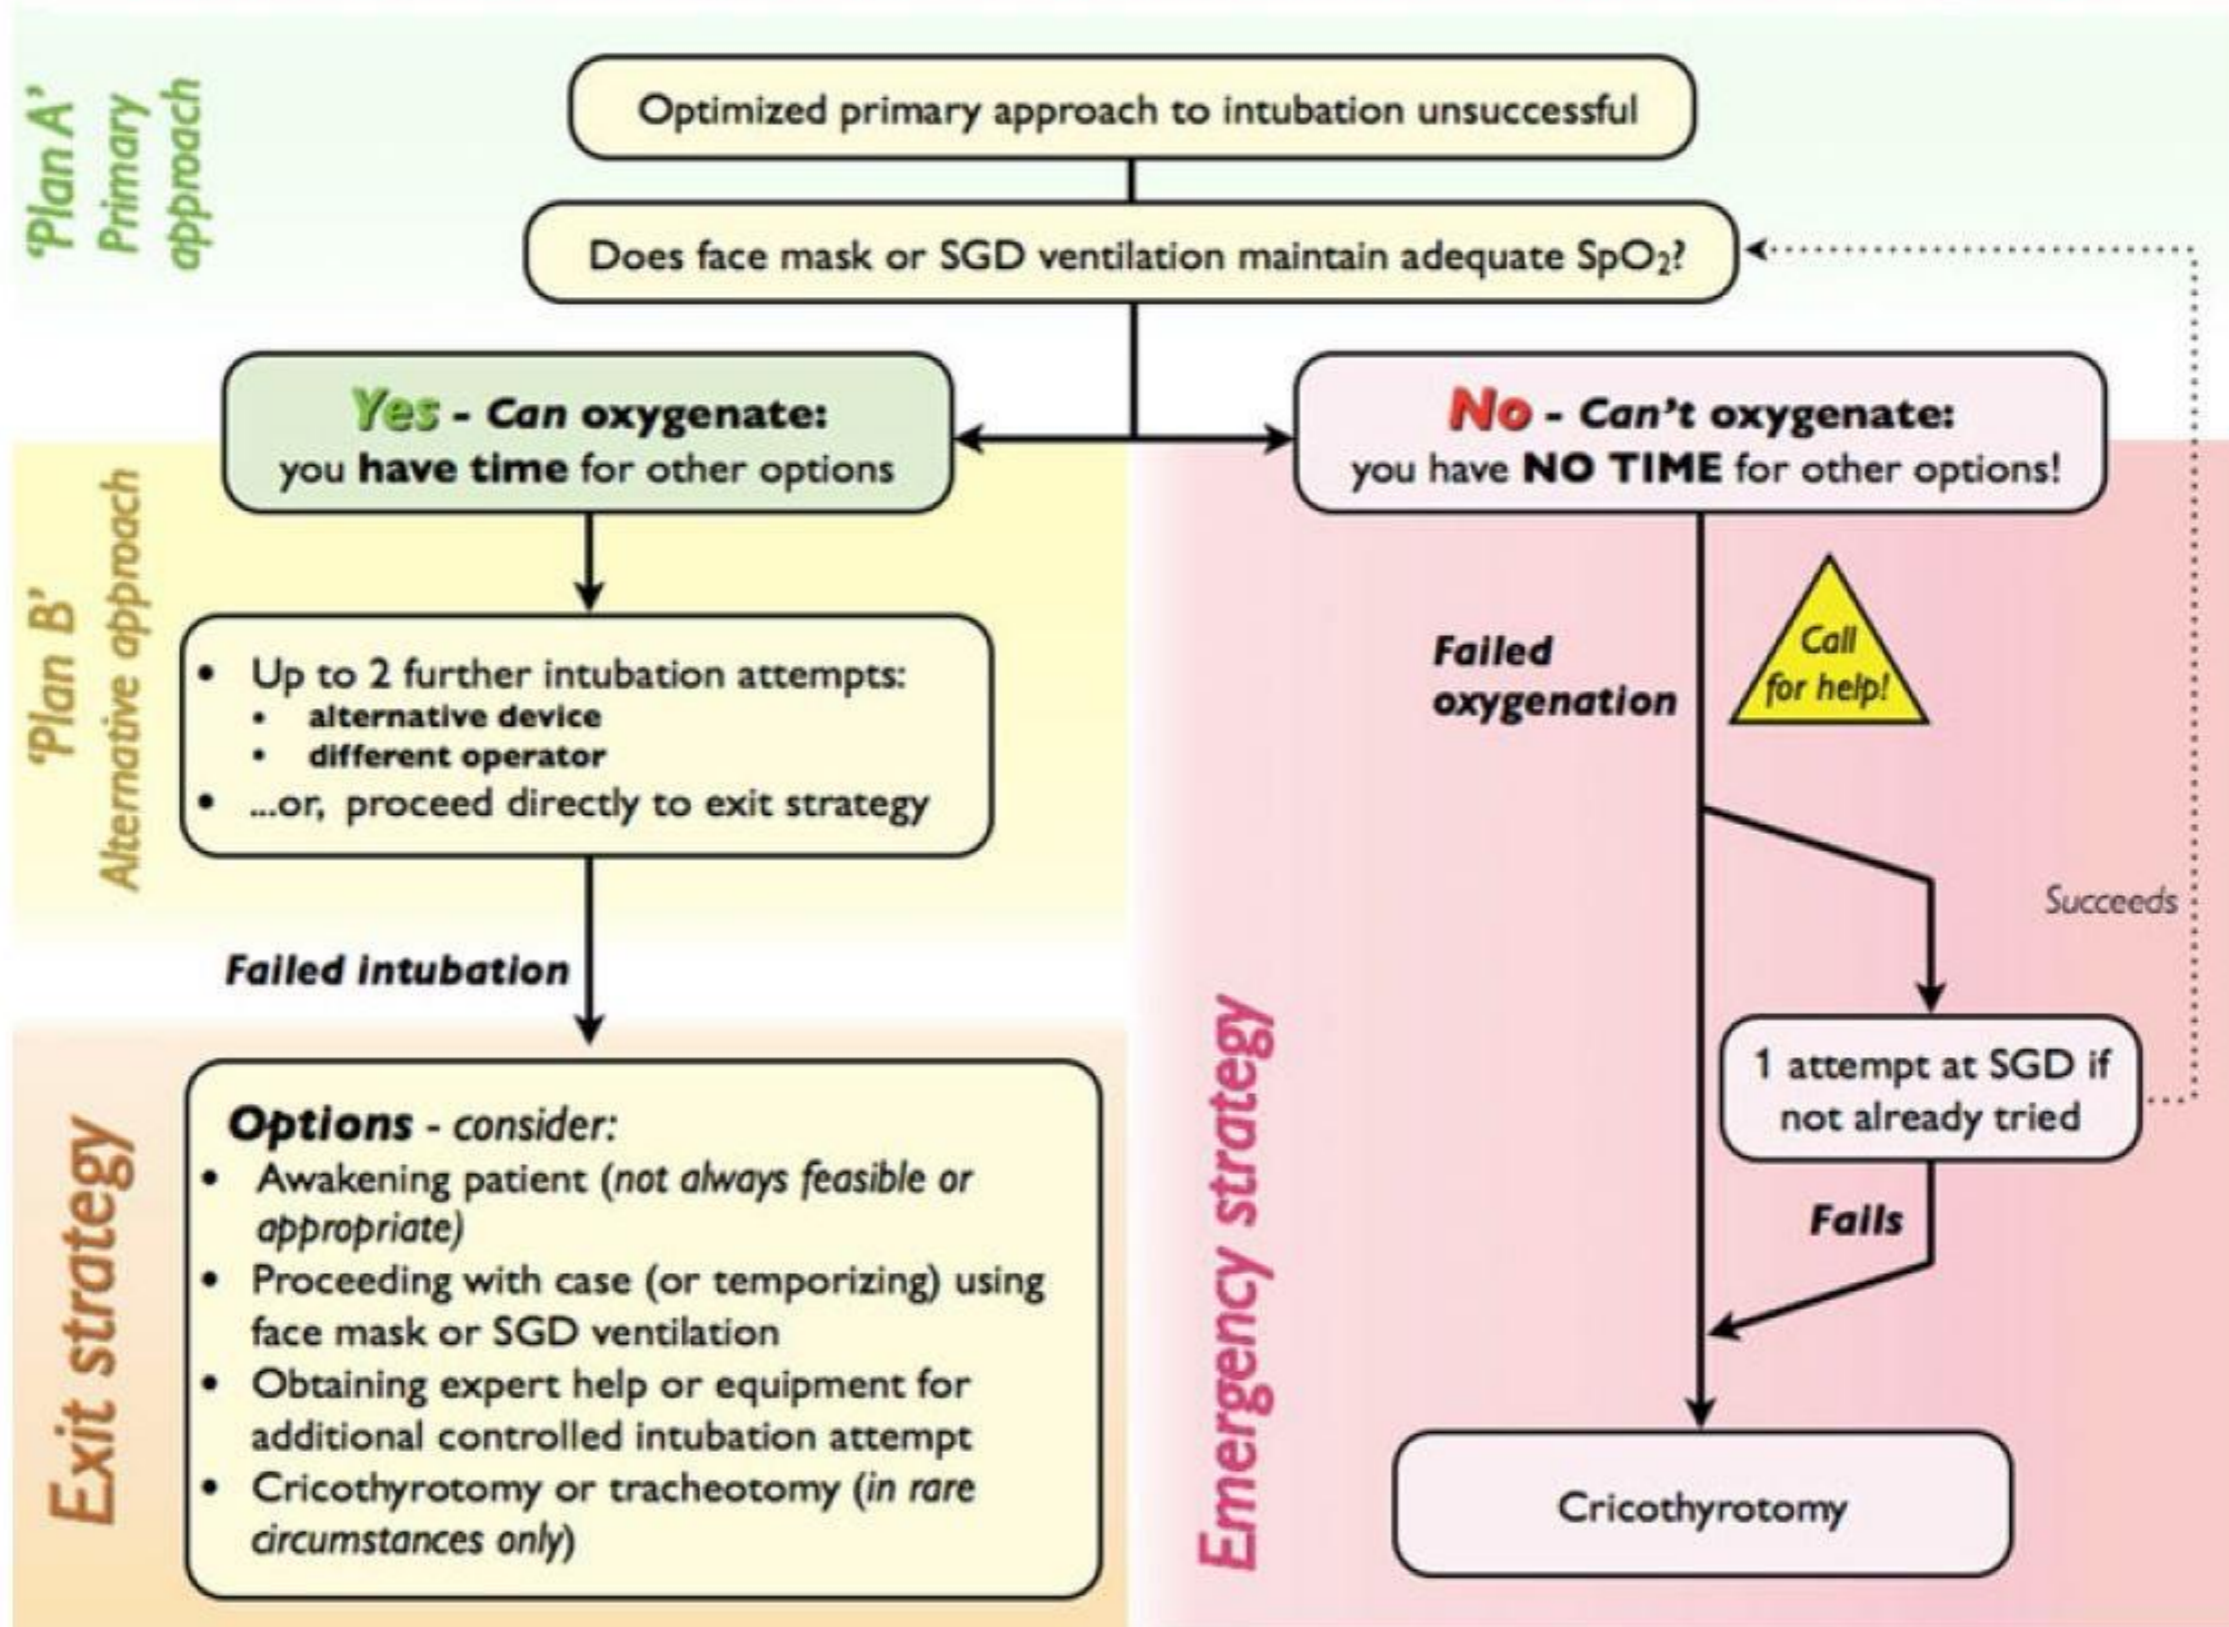 'Plan A'
Primary
approach
Optimized primary approach to intubation unsuccessful
Does face mask or SGD ventilation maintain adequate SpO₂?
Yes - Can oxygenate:
you have time for other options
No - Can't oxygenate:
you have NO TIME for other options!
'Plan B'
Alternative approach
• Up to 2 further intubation attempts:
• alternative device
• different operator
• ...or, proceed directly to exit strategy
Failed intubation
Exit strategy
Options - consider:
• Awakening patient (not always feasible or
appropriate)
• Proceeding with case (or temporizing) using
face mask or SGD ventilation
• Obtaining expert help or equipment for
additional controlled intubation attempt
• Cricothyrotomy or tracheotomy (in rare
circumstances only)
Emergency strategy
Failed
oxygenation
Call
for help!
Succeeds
1 attempt at SGD if
not already tried
Fails
Cricothyrotomy